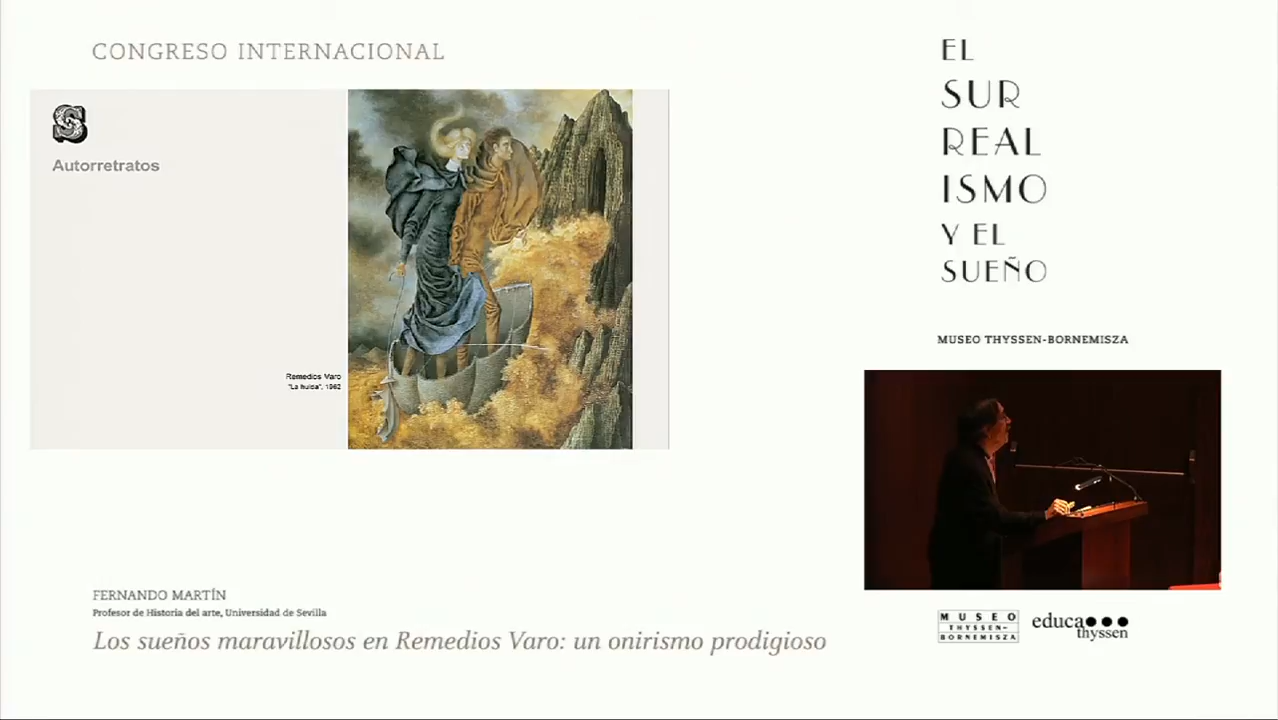 CONGRESO INTERNACIONAL
S
Autorretratos
Remedios Varo
"La huida", 1962
EL
SUR
REAL
ISMO
Y EL
SUEÑO
MUSEO THYSSEN-BORNEMISZA
FERNANDO MARTÍN
Profesor de Historia del arte, Universidad de Sevilla
Los sueños maravillosos en Remedios Varo: un onirismo prodigioso
MUSEO
THYSSEN-
BORNEMISZA
educa
thyssen